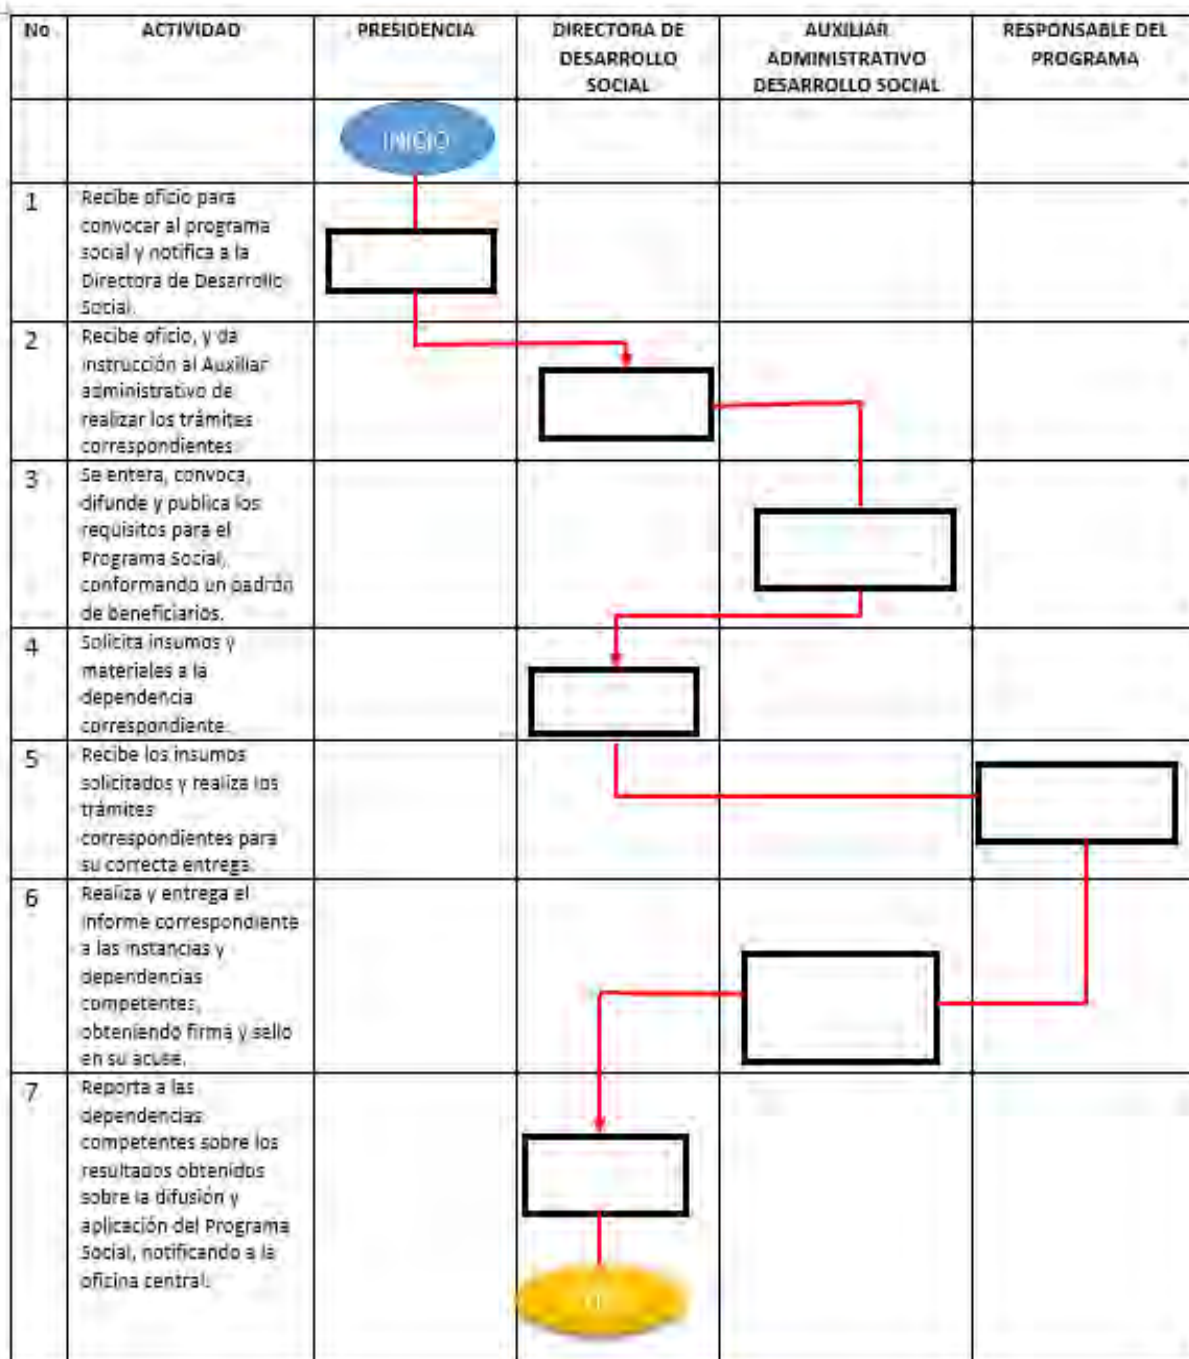 No
ACTIVIDAD
PRESIDENCIA
DIRECTORA DE
DESARROLLO
SOCIAL
AUXILIAR
ADMINISTRATIVO
DESARROLLO SOCIAL
RESPONSABLE DEL
PROGRAMA
INICIO
1
Recibe oficio para
convocar al programa
social y notifica a la
Directora de Desarrollo
Social.
2
Recibe oficio, y da
instrucción al Auxiliar
administrativo de
realizar los trámites
correspondientes.
3
Se entera, convoca,
difunde y publica los
requisitos para el
Programa Social,
conformando un padrón
de beneficiarios.
4
Solicita insumos y
materiales a la
dependencia
correspondiente.
5
Recibe los insumos
solicitados y realiza los
trámites
correspondientes para
su correcta entrega.
6
Realiza y entrega el
informe correspondiente
a las instancias y
dependencias
competentes,
obteniendo firma y sello
en su acuse.
7
Reporta a las
dependencias
competentes sobre los
resultados obtenidos
sobre la difusión y
aplicación del Programa
Social, notificando a la
oficina central.